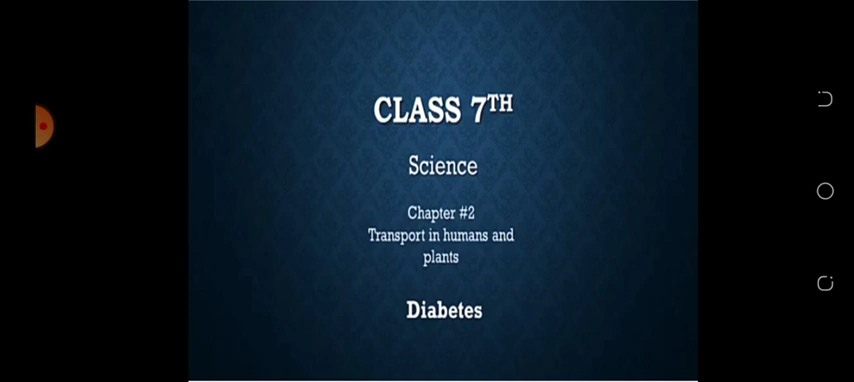 CLASS 7TH
Science
Chapter #2
Transport in humans and
plants
Diabetes